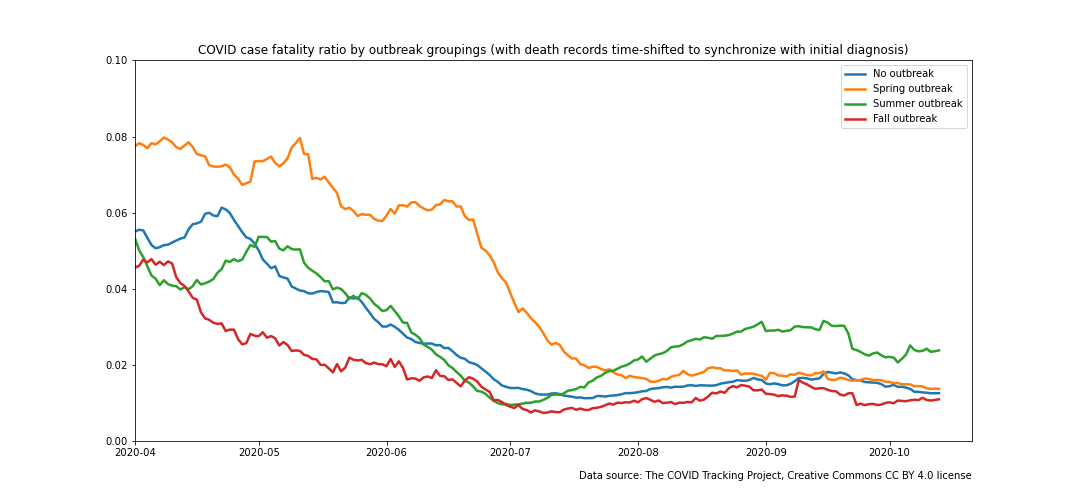 COVID case fatality ratio by outbreak groupings (with death records time-shifted to synchronize with initial diagnosis)
0.10
0.08
0.06
0.04
0.02
0.00
No outbreak
Spring outbreak
Summer outbreak
Fall outbreak
2020-04 2020-05 2020-06 2020-07 2020-08 2020-09 2020-10
Data source: The COVID Tracking Project, Creative Commons CC BY 4.0 license